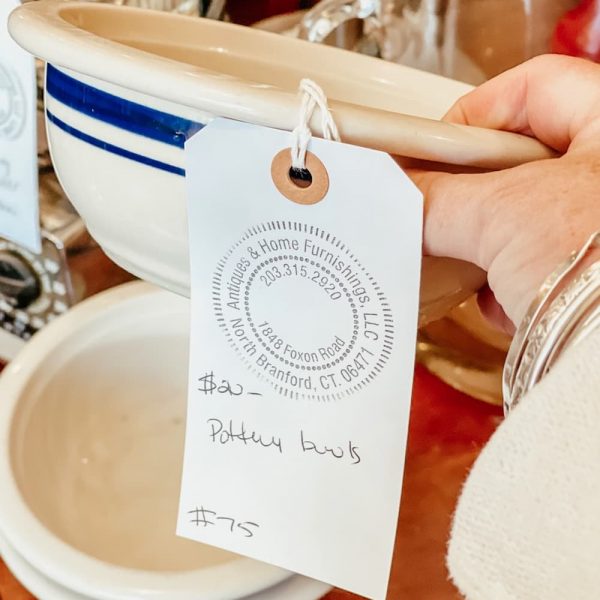 Antiques & Home Furnishings, LLC
203.315.2920
1848 Foxon Road
North Branford, CT. 06471
$20-
Pottery bowls
#75